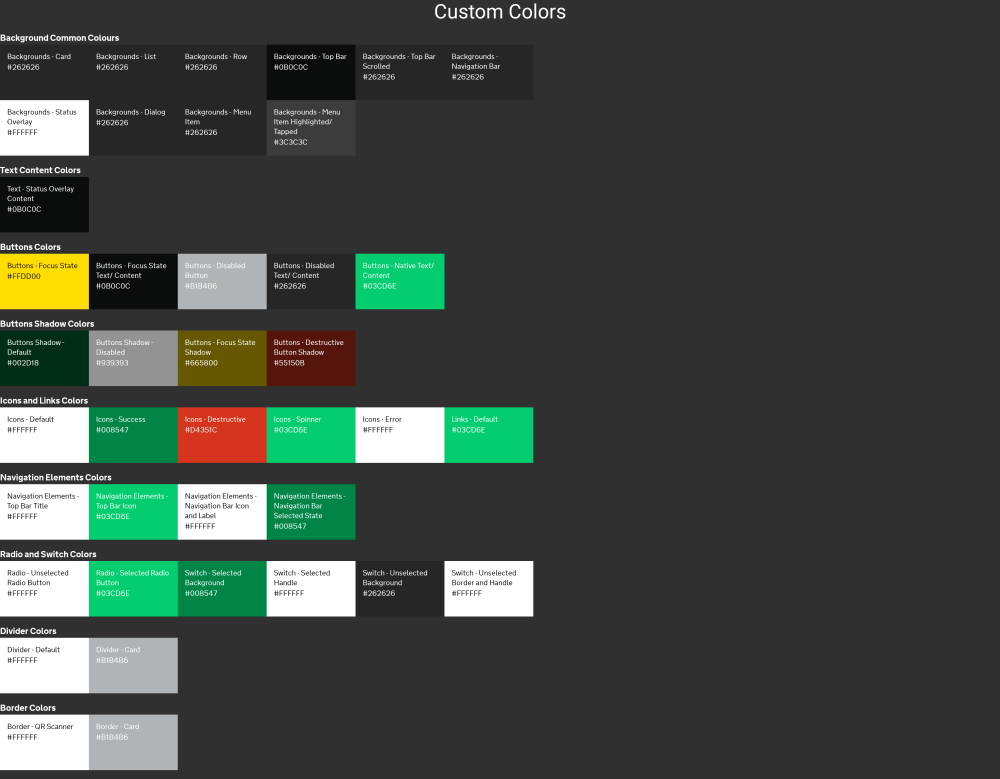 Custom Colors
Background Common Colours
Backgrounds - Card
#262626
Backgrounds - List
#262626
Backgrounds - Row
#262626
Backgrounds - Top Bar
#0B0C0C
Backgrounds - Top Bar
Scrolled
#262626
Backgrounds -
Navigation Bar
#262626
Backgrounds - Status
Overlay
#FFFFFF
Backgrounds - Dialog
#262626
Backgrounds - Menu
Item
#262626
Backgrounds - Menu
Item Highlighted/
Tapped
#3C3C3C
Text Content Colors
Text - Status Overlay
Content
#0B0C0C
Buttons Colors
Buttons - Focus State
#FFDD00
Buttons - Focus State
Text/ Content
#0B0C0C
Buttons - Disabled
Button
#B1B4B6
Buttons - Disabled
Text/ Content
#262626
Buttons - Native Text/
Content
#03CD6E
Buttons Shadow Colors
Buttons Shadow -
Default
#002D18
Buttons Shadow -
Disabled
#939393
Buttons - Focus State
Shadow
#665800
Buttons - Destructive
Button Shadow
#55150B
Icons and Links Colors
Icons - Default
#FFFFFF
Icons - Success
#008547
Icons - Destructive
#D4351C
Icons - Spinner
#03CD6E
Icons - Error
#FFFFFF
Links - Default
#03CD6E
Navigation Elements Colors
Navigation Elements -
Top Bar Title
#FFFFFF
Navigation Elements -
Top Bar Icon
#03CD6E
Navigation Elements -
Navigation Bar Icon
and Label
#FFFFFF
Navigation Elements -
Navigation Bar
Selected State
#008547
Radio and Switch Colors
Radio - Unselected
Radio Button
#FFFFFF
Radio - Selected Radio
Button
#03CD6E
Switch - Selected
Background
#008547
Switch - Selected
Handle
#FFFFFF
Switch - Unselected
Background
#262626
Switch - Unselected
Border and Handle
#FFFFFF
Divider Colors
Divider - Default
#FFFFFF
Divider - Card
#B1B4B6
Border Colors
Border - QR Scanner
#FFFFFF
Border - Card
#B1B4B6